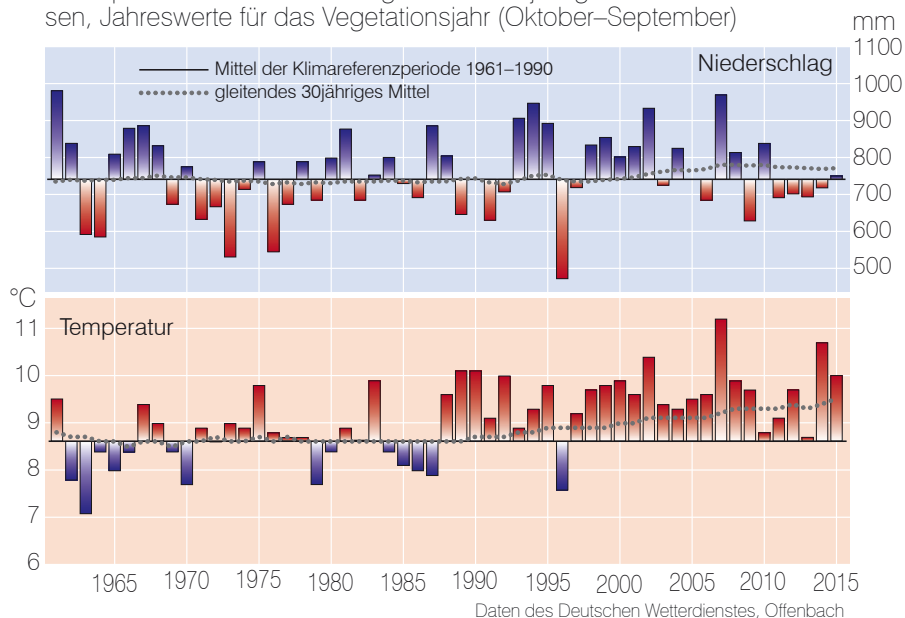 sen, Jahreswerte für das Vegetationsjahr (Oktober–September)
mm
Mittel der Klimareferenzperiode 1961–1990
gleitendes 30jähriges Mittel
Niederschlag
1100
1000
900
800
700
600
500
°C
Temperatur
11
10
9
8
7
6
1965 1970 1975 1980 1985 1990 1995 2000 2005 2010 2015
Daten des Deutschen Wetterdienstes, Offenbach